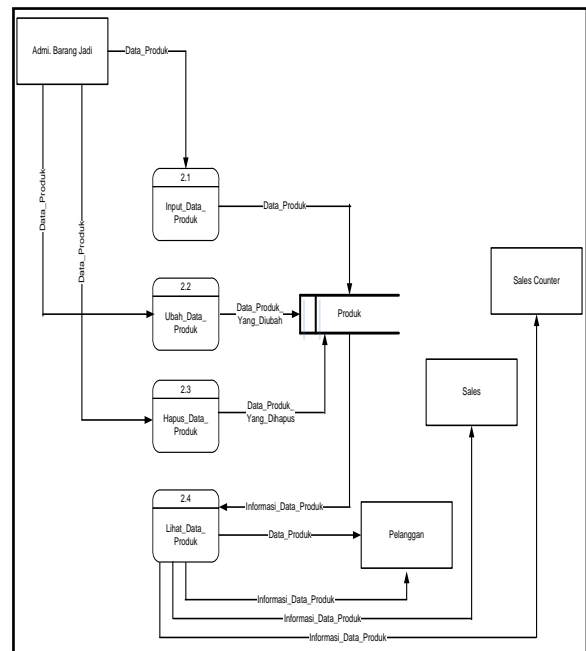 Admi. Barang Jadi
Data_Produk
Data_Produk
Data_Produk
2.1
Input_Data_
Produk
Data_Produk
Sales Counter
2.2
Ubah_Data_
Produk
Data_Produk_
Yang_Diubah
Produk
Sales
2.3
Hapus_Data_
Produk
Data_Produk_
Yang_Dihapus
2.4
Lihat_Data_
Produk
Informasi_Data_Produk
Data_Produk
Pelanggan
Informasi_Data_Produk
Informasi_Data_Produk
Informasi_Data_Produk